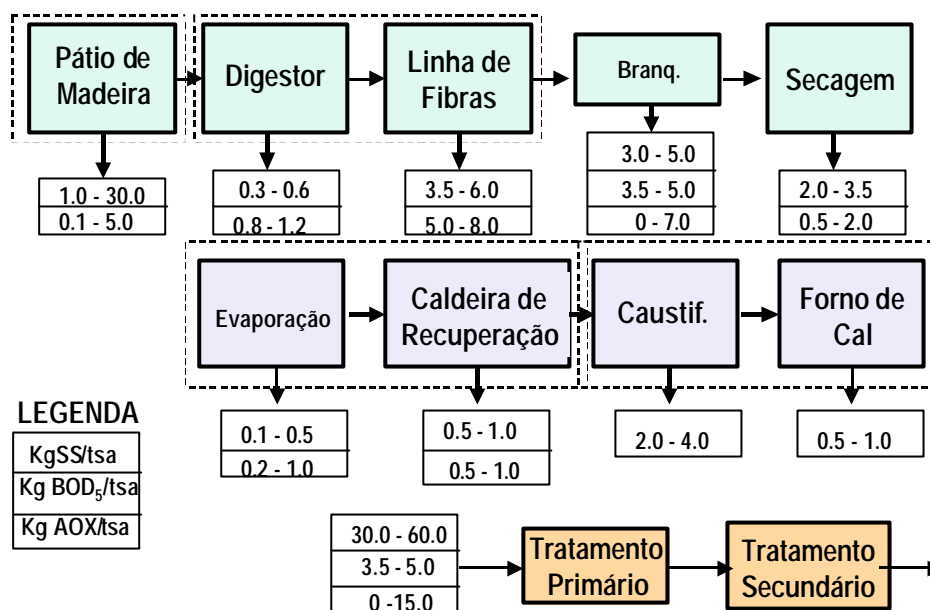 Pátio de
Madeira
Digestor
Linha de
Fibras
Branq.
Secagem
1.0 - 30.0
0.1 - 5.0
0.3 - 0.6
0.8 - 1.2
3.5 - 6.0
5.0 - 8.0
3.0 - 5.0
3.5 - 5.0
0 - 7.0
2.0 - 3.5
0.5 - 2.0
Evaporação
Caldeira de
Recuperação
Caustif.
Forno de
Cal
0.1 - 0.5
0.2 - 1.0
0.5 - 1.0
0.5 - 1.0
2.0 - 4.0
0.5 - 1.0
LEGENDA
KgSS/tsa
Kg BOD5/tsa
Kg AOX/tsa
30.0 - 60.0
3.5 - 5.0
0 -15.0
Tratamento
Primário
Tratamento
Secundário